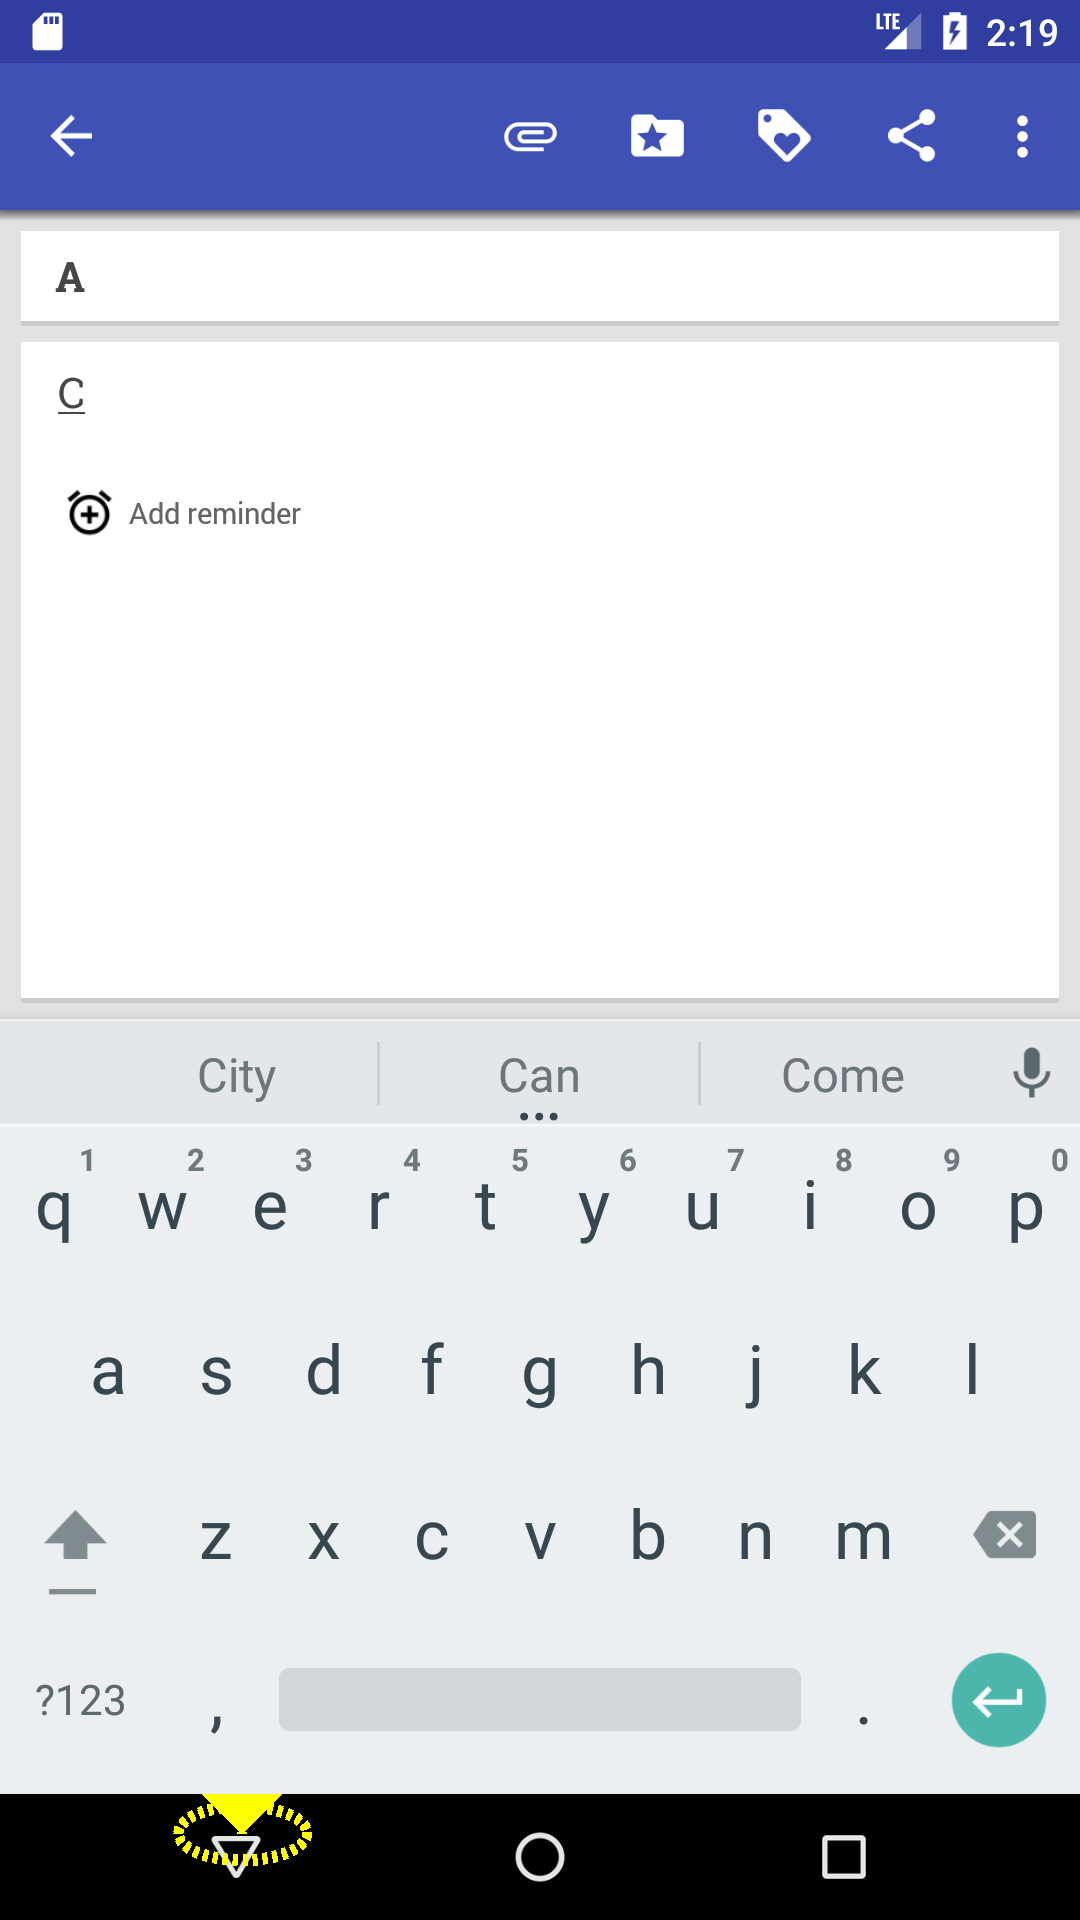 LTE 2:19
A
C
Add reminder
City Can Come
1 2 3 4 5 6 7 8 9 0
q w e r t y u i o p
a s d f g h j k l
z x c v b n m
?123 , .